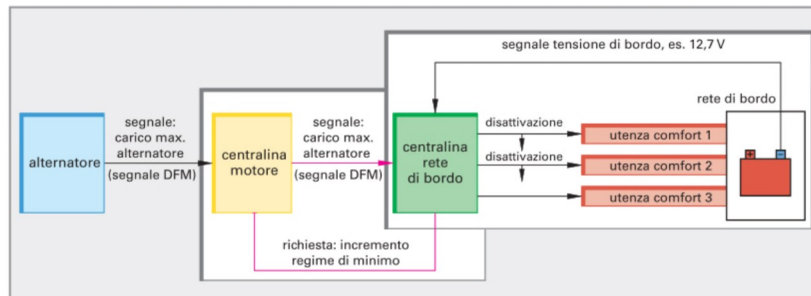 segnale tensione di bordo, es. 12,7 V
rete di bordo
segnale:
carico max.
alternatore
(segnale DFM)
segnale:
carico max.
alternatore
(segnale DFM)
alternatore
centralina
motore
centralina
rete
di bordo
disattivazione
disattivazione
utenza comfort 1
utenza comfort 2
utenza comfort 3
+
−
richiesta: incremento
regime di minimo